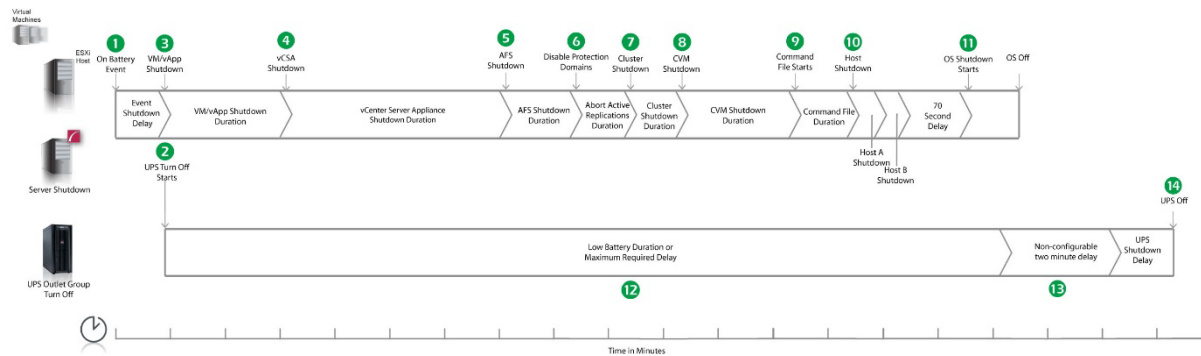 Virtual
Machines
ESXi
Host
1
On Battery
Event
3
VM/vApp
Shutdown
4
vCSA
Shutdown
5
AFS
Shutdown
6
Disable Protection
Domains
7
Cluster
Shutdown
8
CVM
Shutdown
9
Command
File Starts
10
Host
Shutdown
11
OS Shutdown
Starts
OS Off
Event
Shutdown
Delay
VM/vApp Shutdown
Duration
vCenter Server Appliance
Shutdown Duration
AFS Shutdown
Duration
Abort Active
Replications
Duration
Cluster
Shutdown
Duration
CVM Shutdown
Duration
Command File
Duration
70
Second
Delay
Host A
Shutdown
Host B
Shutdown
Server Shutdown
2
UPS Turn Off
Starts
14
UPS Off
Low Battery Duration or
Maximum Required Delay
Non-configurable
two minute delay
UPS
Shutdown
Delay
UPS Outlet Group
Turn Off
12
13
Time in Minutes